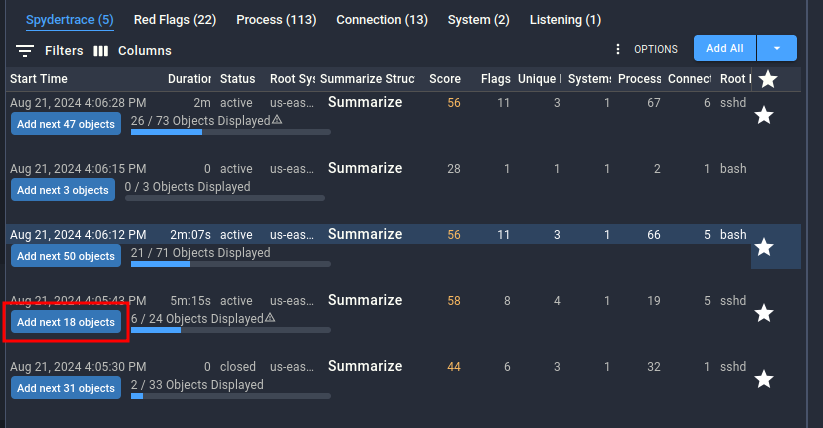 Spydertrace (5) Red Flags (22) Process (113) Connection (13) System (2) Listening (1)
Filters Columns OPTIONS Add All
Start Time Duration Status Root Sys Summarize Struc Score Flags Unique Systems Process Connect Root
Aug 21, 2024 4:06:28 PM 2m active us-eas... Summarize 56 11 3 1 67 6 sshd
Add next 47 objects 26 / 73 Objects Displayed
Aug 21, 2024 4:06:15 PM 0 active us-eas... Summarize 28 1 1 1 2 1 bash
Add next 3 objects 0 / 3 Objects Displayed
Aug 21, 2024 4:06:12 PM 2m:07s active us-eas... Summarize 56 11 3 1 66 5 bash
Add next 50 objects 21 / 71 Objects Displayed
Aug 21, 2024 4:05:43 PM 5m:15s active us-eas... Summarize 58 8 4 1 19 5 sshd
Add next 18 objects 6 / 24 Objects Displayed
Aug 21, 2024 4:05:30 PM 0 closed us-eas... Summarize 44 6 3 1 32 1 sshd
Add next 31 objects 2 / 33 Objects Displayed